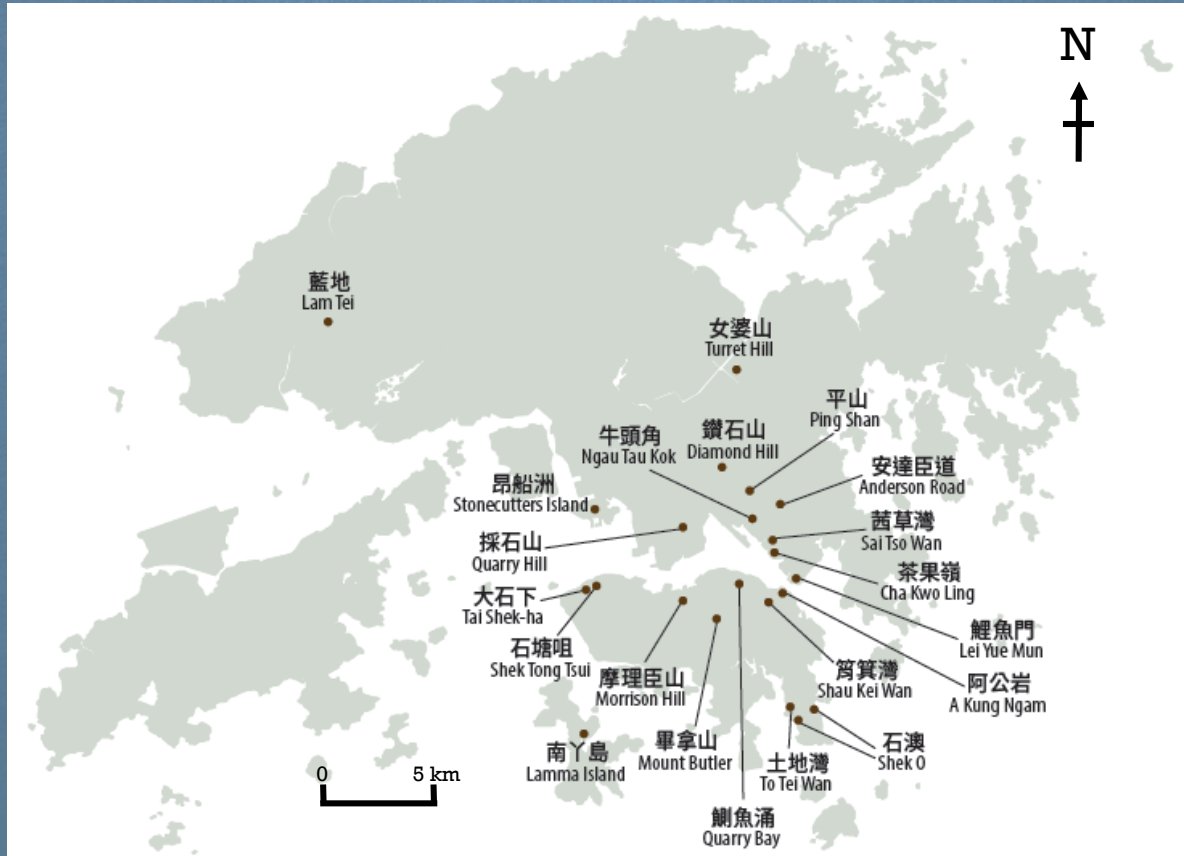 N
藍地
Lam Tei
女婆山
Turret Hill
平山
Ping Shan
牛頭角
Ngau Tau Kok
鑽石山
Diamond Hill
安達臣道
Anderson Road
昂船洲
Stonecutters Island
茜草灣
Sai Tso Wan
採石山
Quarry Hill
茶果嶺
Cha Kwo Ling
大石下
Tai Shek-ha
鯉魚門
Lei Yue Mun
石塘咀
Shek Tong Tsui
摩理臣山
Morrison Hill
筲箕灣
Shau Kei Wan
阿公岩
A Kung Ngam
南丫島
Lamma Island
畢拿山
Mount Butler
石澳
Shek O
土地灣
To Tei Wan
0 5 km
鰂魚涌
Quarry Bay